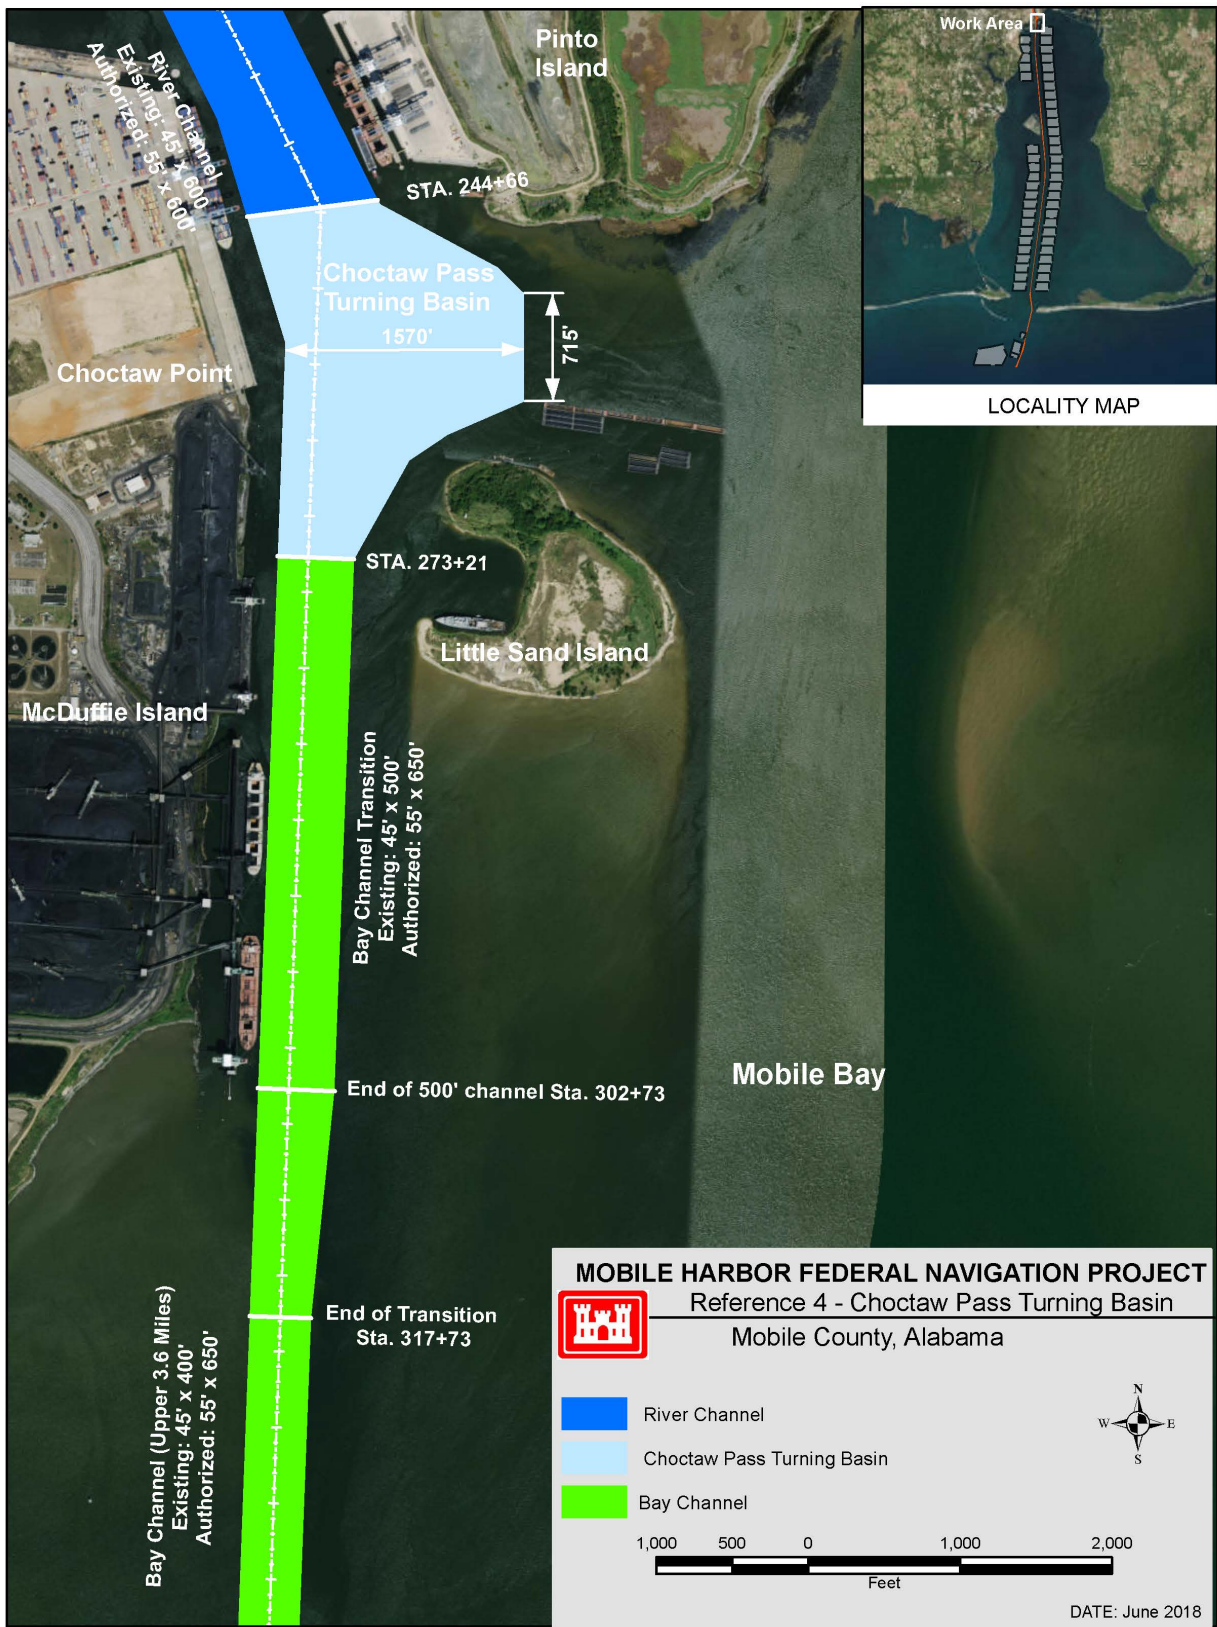 Work Area
Pinto
Island
River Channel
Existing: 45' x 600'
Authorized: 55' x 600'
STA. 244+66
Choctaw Pass
Turning Basin
1570'
715'
Choctaw Point
LOCALITY MAP
STA. 273+21
Little Sand Island
McDuffie Island
Bay Channel Transition
Existing: 45' x 500'
Authorized: 55' x 650'
Mobile Bay
End of 500' channel Sta. 302+73
End of Transition
Sta. 317+73
Bay Channel (Upper 3.6 Miles)
Existing: 45' x 400'
Authorized: 55' x 650'
MOBILE HARBOR FEDERAL NAVIGATION PROJECT
Reference 4 - Choctaw Pass Turning Basin
Mobile County, Alabama
River Channel
Choctaw Pass Turning Basin
Bay Channel
N
W E
S
1,000 500 0 1,000 2,000
Feet
DATE: June 2018